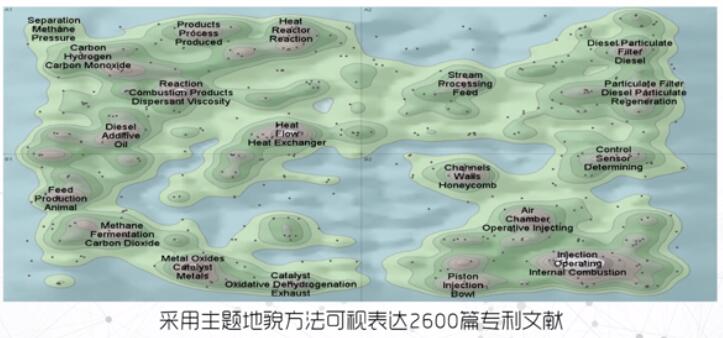 Separation
Methane
Pressure
Products
Process
Produced
Heat
Reactor
Reaction
Diesel Particulate
Filter
Diesel
Carbon
Hydrogen
Carbon Monoxide
Reaction
Combustion Products
Dispersant Viscosity
Stream
Processing
Feed
Particulate Filter
Diesel Particulate
Regeneration
Diesel
Additive
Oil
Heat
Flow
Heat Exchanger
Control
Sensor
Determining
Channels
Walls
Honeycomb
Feed
Production
Animal
Air
Chamber
Operative Injecting
Methane
Fermentation
Carbon Dioxide
Metal Oxides
Catalyst
Metals
Catalyst
Oxidative Dehydrogenation
Exhaust
Piston
Injection
Bowl
Injection
Operating
Internal Combustion
采用主题地貌方法可视表达2600篇专利文献